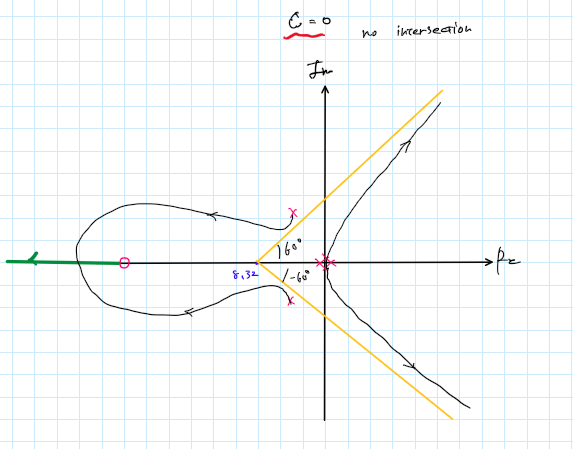 C = 0
no intersection
Im
60°
8,32
-60°
Re